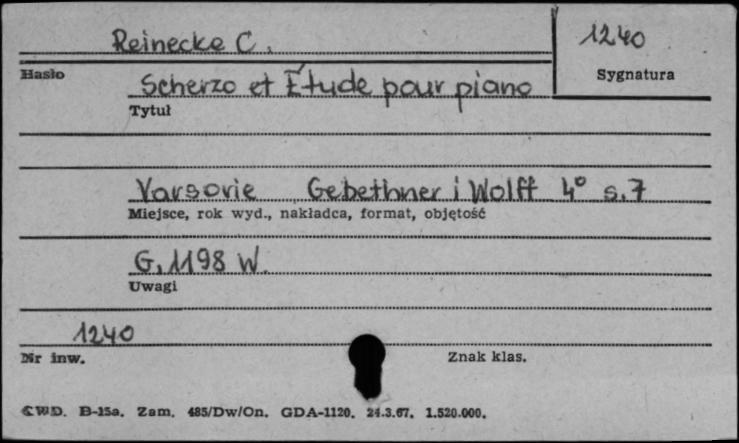 Reinecke C.
1240
Hasło
Sygnatura
Scherzo et Étude pour piano
Tytuł
Varsovie Gebethner i Wolff 4° s.7
Miejsce, rok wyd., nakładca, format, objętość
G.1198 W.
Uwagi
1240
Nr inw.
Znak klas.
CWD. B-15a. Zam. 485/Dw/On. GDA-1120. 24.3.67. 1.520.000.